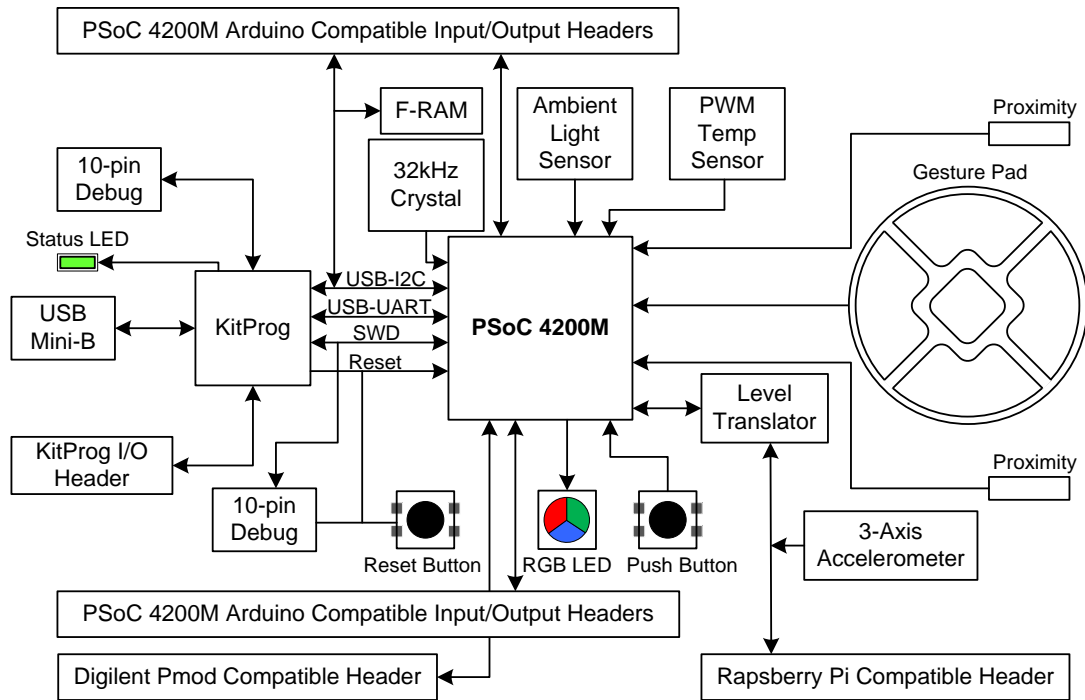 PSoC 4200M Arduino Compatible Input/Output Headers
F-RAM
Ambient
Light
Sensor
PWM
Temp
Sensor
Proximity
10-pin
Debug
32kHz
Crystal
Gesture Pad
Status LED
USB-I2C
USB-UART
SWD
Reset
USB
Mini-B
KitProg
PSoC 4200M
Level
Translator
KitProg I/O
Header
10-pin
Debug
Proximity
3-Axis
Accelerometer
Reset Button
RGB LED
Push Button
PSoC 4200M Arduino Compatible Input/Output Headers
Digilent Pmod Compatible Header
Rapsberry Pi Compatible Header